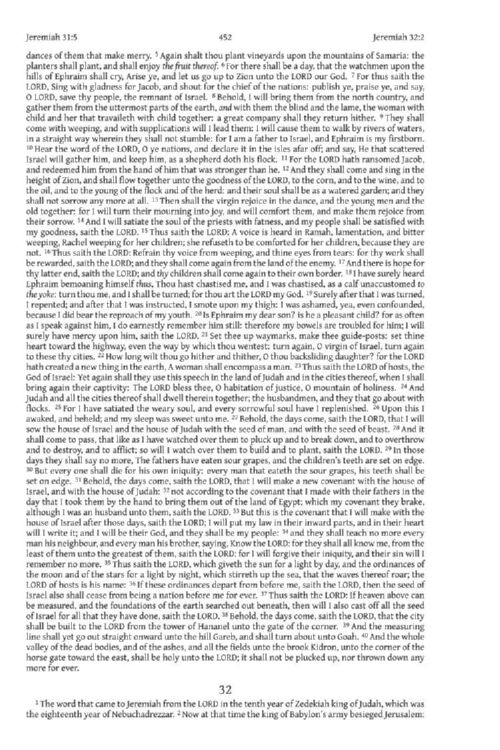 Jeremiah 31:5 452 Jeremiah 32:2
dances of them that make merry. 5 Again shalt thou plant vineyards upon the mountains of Samaria: the
planters shall plant, and shall enjoy the fruit thereof. 6 For there shall be a day, that the watchmen upon the
hills of Ephraim shall cry, Arise ye, and let us go up to Zion unto the LORD our God. 7 For thus saith the
LORD, Sing with gladness for Jacob, and shout for the chief of the nations: publish ye, praise ye, and say,
O LORD, save thy people, the remnant of Israel. 8 Behold, I will bring them from the north country, and
gather them from the uttermost parts of the earth, and with them the blind and the lame, the woman with
child and her that travaileth with child together: a great company shall they return hither. 9 They shall
come with weeping, and with supplications will I lead them: I will cause them to walk by rivers of waters,
in a straight way wherein they shall not stumble: for I am a father to Israel, and Ephraim is my firstborn.
10 Hear the word of the LORD, O ye nations, and declare it in the isles afar off; and say, He that scattered
Israel will gather him, and keep him, as a shepherd doth his flock. 11 For the LORD hath ransomed Jacob,
and redeemed him from the hand of him that was stronger than he. 12 And they shall come and sing in the
height of Zion, and shall flow together unto the goodness of the LORD, to the corn, and to the wine, and to
the oil, and to the young of the flock and of the herd: and their soul shall be as a watered garden; and they
shall not sorrow any more at all. 13 Then shall the virgin rejoice in the dance, and the young men and the
old together: for I will turn their mourning into joy, and will comfort them, and make them rejoice from
their sorrow. 14 And I will satiate the soul of the priests with fatness, and my people shall be satisfied with
my goodness, saith the LORD. 15 Thus saith the LORD: A voice is heard in Ramah, lamentation, and bitter
weeping, Rachel weeping for her children; she refuseth to be comforted for her children, because they are
not. 16 Thus saith the LORD: Refrain thy voice from weeping, and thine eyes from tears: for thy work shall
be rewarded, saith the LORD; and they shall come again from the land of the enemy. 17 And there is hope for
thy latter end, saith the LORD; and thy children shall come again to their own border. 18 I have surely heard
Ephraim bemoaning himself thus, Thou hast chastised me, and I was chastised, as a calf unaccustomed to
the yoke: turn thou me, and I shall be turned; for thou art the LORD my God. 19 Surely after that I was turned,
I repented; and after that I was instructed, I smote upon my thigh: I was ashamed, yea, even confounded,
because I did bear the reproach of my youth. 20 Is Ephraim my dear son? is he a pleasant child? for as often
as I speak against him, I do earnestly remember him still: therefore my bowels are troubled for him; I will
surely have mercy upon him, saith the LORD. 21 Set thee up waymarks, make thee guide-posts: set thine
heart toward the highway, even the way by which thou wentest: turn again, O virgin of Israel, turn again
to these thy cities. 22 How long wilt thou go hither and thither, O thou backsliding daughter? for the LORD
hath created a new thing in the earth, A woman shall encompass a man. 23 Thus saith the LORD of hosts, the
God of Israel: Yet again shall they use this speech in the land of Judah and in the cities thereof, when I shall
bring again their captivity: The LORD bless thee, O habitation of justice, O mountain of holiness. 24 And
Judah and all the cities thereof shall dwell therein together; the husbandmen, and they that go about with
flocks. 25 For I have satiated the weary soul, and every sorrowful soul have I replenished. 26 Upon this I
awaked, and beheld; and my sleep was sweet unto me. 27 Behold, the days come, saith the LORD, that I will
sow the house of Israel and the house of Judah with the seed of man, and with the seed of beast. 28 And it
shall come to pass, that like as I have watched over them to pluck up and to break down, and to overthrow
and to destroy, and to afflict; so will I watch over them to build and to plant, saith the LORD. 29 In those
days they shall say no more, The fathers have eaten sour grapes, and the children's teeth are set on edge.
30 But every one shall die for his own iniquity: every man that eateth the sour grapes, his teeth shall be
set on edge. 31 Behold, the days come, saith the LORD, that I will make a new covenant with the house of
Israel, and with the house of Judah: 32 not according to the covenant that I made with their fathers in the
day that I took them by the hand to bring them out of the land of Egypt; which my covenant they brake,
although I was an husband unto them, saith the LORD. 33 But this is the covenant that I will make with the
house of Israel after those days, saith the LORD; I will put my law in their inward parts, and in their heart
will I write it; and I will be their God, and they shall be my people: 34 and they shall teach no more every
man his neighbour, and every man his brother, saying, Know the LORD: for they shall all know me, from the
least of them unto the greatest of them, saith the LORD: for I will forgive their iniquity, and their sin will I
remember no more. 35 Thus saith the LORD, which giveth the sun for a light by day, and the ordinances of
the moon and of the stars for a light by night, which stirreth up the sea, that the waves thereof roar; the
LORD of hosts is his name: 36 If these ordinances depart from before me, saith the LORD, then the seed of
Israel also shall cease from being a nation before me for ever. 37 Thus saith the LORD: If heaven above can
be measured, and the foundations of the earth searched out beneath, then will I also cast off all the seed
of Israel for all that they have done, saith the LORD. 38 Behold, the days come, saith the LORD, that the city
shall be built to the LORD from the tower of Hananel unto the gate of the corner. 39 And the measuring
line shall yet go out straight onward unto the hill Gareb, and shall turn about unto Goah. 40 And the whole
valley of the dead bodies, and of the ashes, and all the fields unto the brook Kidron, unto the corner of the
horse gate toward the east, shall be holy unto the LORD; it shall not be plucked up, nor thrown down any
more for ever.
32
1 The word that came to Jeremiah from the LORD in the tenth year of Zedekiah king of Judah, which was
the eighteenth year of Nebuchadrezzar. 2 Now at that time the king of Babylon's army besieged Jerusalem: